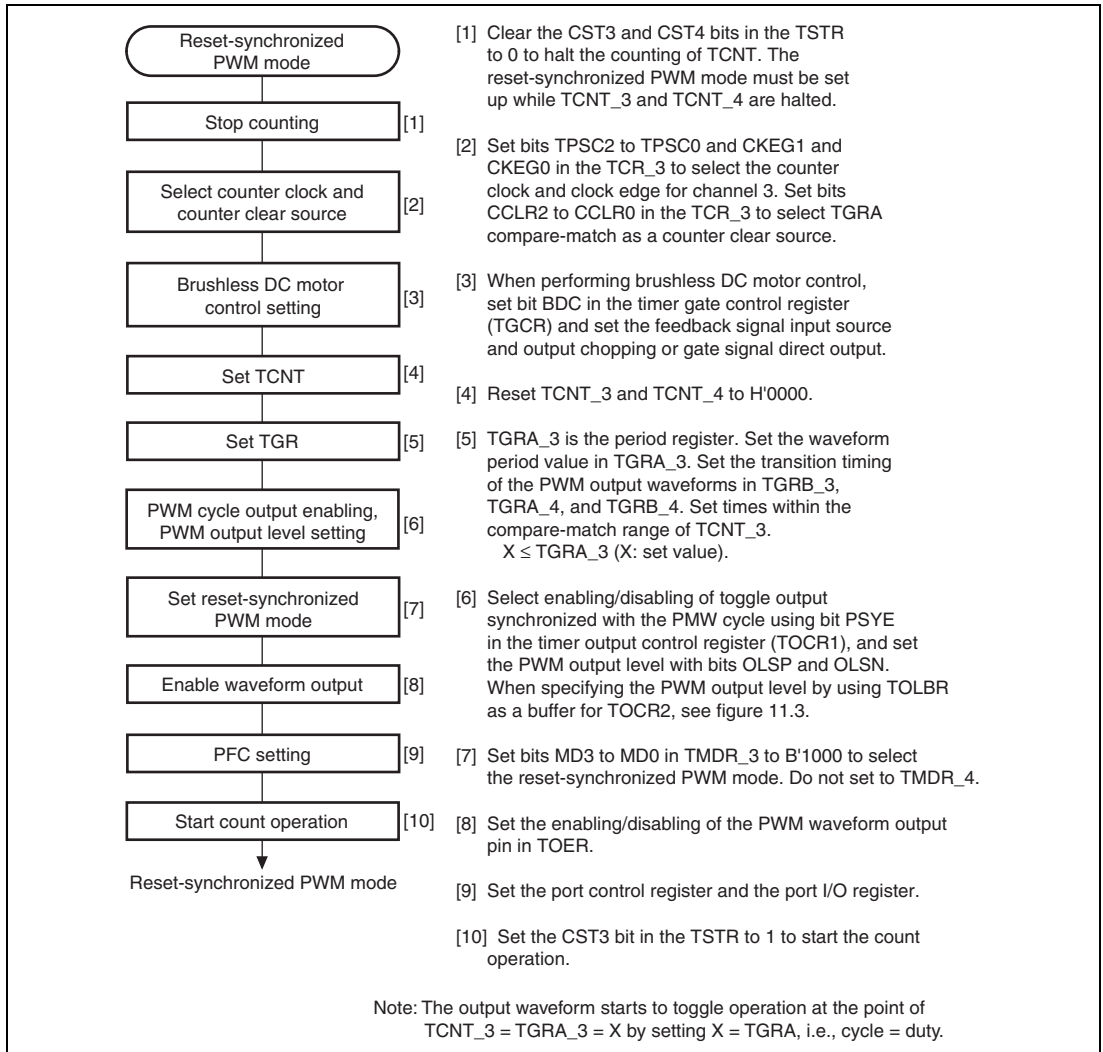 Reset-synchronized
PWM mode
Stop counting
[1]
Select counter clock and
counter clear source
[2]
Brushless DC motor
control setting
[3]
Set TCNT
[4]
Set TGR
[5]
PWM cycle output enabling,
PWM output level setting
[6]
Set reset-synchronized
PWM mode
[7]
Enable waveform output
[8]
PFC setting
[9]
Start count operation
[10]
Reset-synchronized PWM mode
[1] Clear the CST3 and CST4 bits in the TSTR
to 0 to halt the counting of TCNT. The
reset-synchronized PWM mode must be set
up while TCNT_3 and TCNT_4 are halted.
[2] Set bits TPSC2 to TPSC0 and CKEG1 and
CKEG0 in the TCR_3 to select the counter
clock and clock edge for channel 3. Set bits
CCLR2 to CCLR0 in the TCR_3 to select TGRA
compare-match as a counter clear source.
[3] When performing brushless DC motor control,
set bit BDC in the timer gate control register
(TGCR) and set the feedback signal input source
and output chopping or gate signal direct output.
[4] Reset TCNT_3 and TCNT_4 to H'0000.
[5] TGRA_3 is the period register. Set the waveform
period value in TGRA_3. Set the transition timing
of the PWM output waveforms in TGRB_3,
TGRA_4, and TGRB_4. Set times within the
compare-match range of TCNT_3.
X ≤ TGRA_3 (X: set value).
[6] Select enabling/disabling of toggle output
synchronized with the PMW cycle using bit PSYE
in the timer output control register (TOCR1), and set
the PWM output level with bits OLSP and OLSN.
When specifying the PWM output level by using TOLBR
as a buffer for TOCR2, see figure 11.3.
[7] Set bits MD3 to MD0 in TMDR_3 to B'1000 to select
the reset-synchronized PWM mode. Do not set to TMDR_4.
[8] Set the enabling/disabling of the PWM waveform output
pin in TOER.
[9] Set the port control register and the port I/O register.
[10] Set the CST3 bit in the TSTR to 1 to start the count
operation.
Note: The output waveform starts to toggle operation at the point of
TCNT_3 = TGRA_3 = X by setting X = TGRA, i.e., cycle = duty.